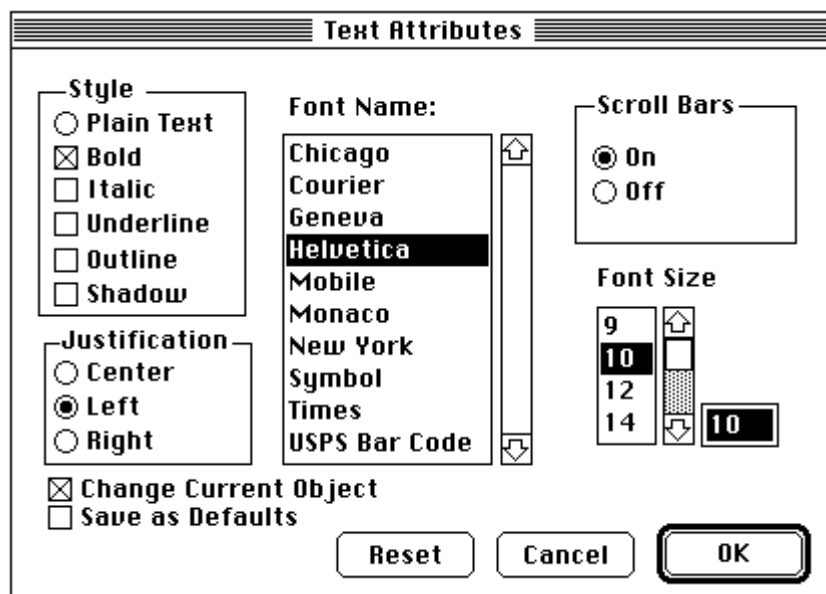 Text Attributes
Style
Plain Text
Bold
Italic
Underline
Outline
Shadow
Justification
Center
Left
Right
Change Current Object
Save as Defaults
Font Name:
Chicago
Courier
Geneva
Helvetica
Mobile
Monaco
New York
Symbol
Times
USPS Bar Code
Scroll Bars
On
Off
Font Size
9
10
12
14
10
Reset
Cancel
OK